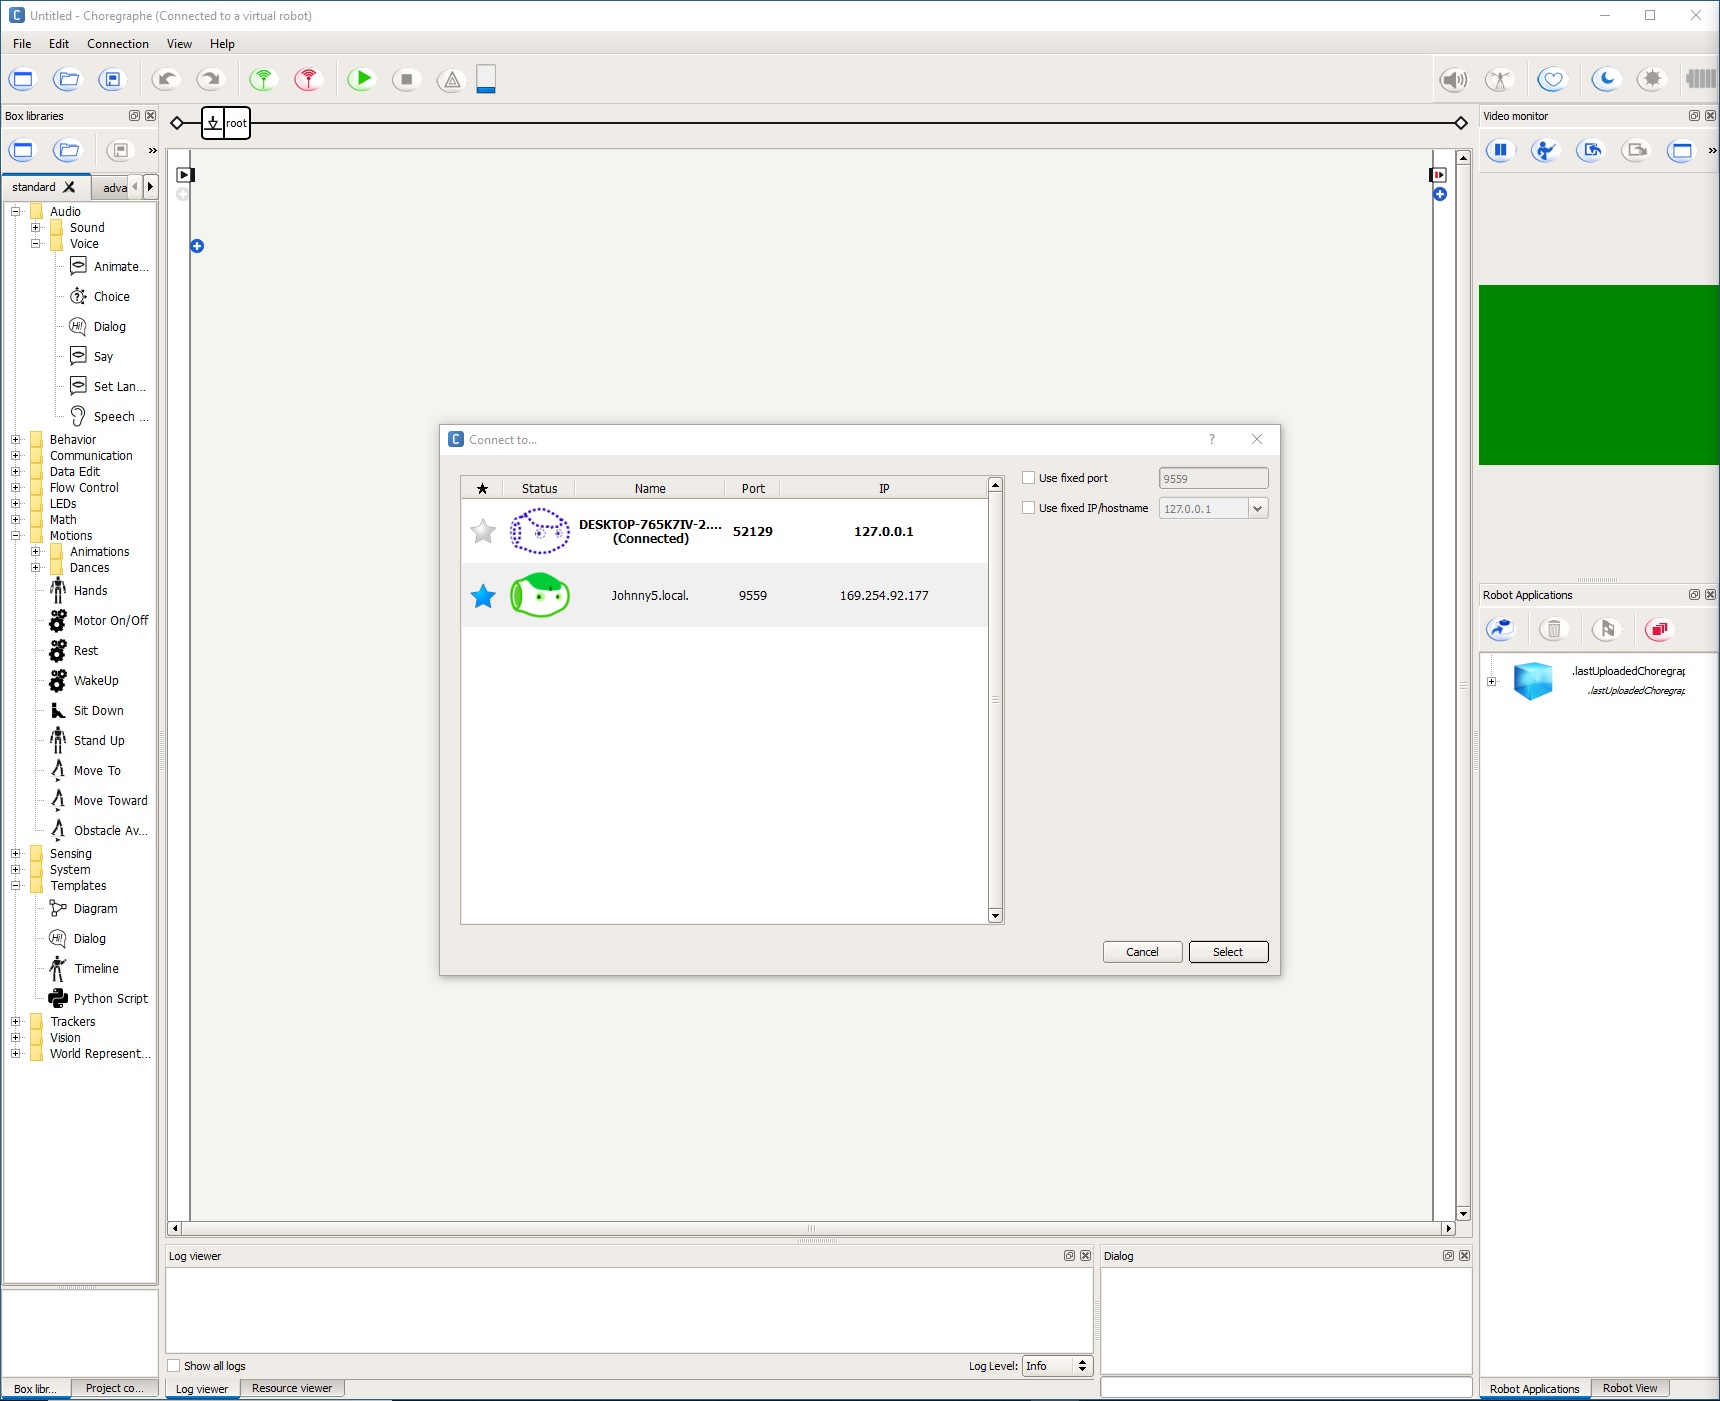 Untitled - Choregraphe (Connected to a virtual robot)
File Edit Connection View Help
Box libraries
root
Video monitor
standard adva
Audio
Sound
Voice
Animate...
Choice
Hi! Dialog
Say
Set Lan...
Speech ...
Behavior
Communication
Data Edit
Flow Control
LEDs
Math
Motions
Animations
Dances
Hands
Motor On/Off
Rest
WakeUp
Sit Down
Stand Up
Move To
Move Toward
Obstacle Av...
Sensing
System
Templates
Diagram
Hi! Dialog
Timeline
Python Script
Trackers
Vision
World Represent...
C Connect to... ?
★ Status Name Port IP
DESKTOP-765K7IV-2....
(Connected)
52129 127.0.0.1
Johnny5.local. 9559 169.254.92.177
Use fixed port 9559
Use fixed IP/hostname 127.0.0.1
Cancel Select
Robot Applications
.lastUploadedChoregrap
.lastUploadedChoregrap
Log viewer
Dialog
Show all logs Log Level: Info
Box libr... Project co... Log viewer Resource viewer
Robot Applications Robot View